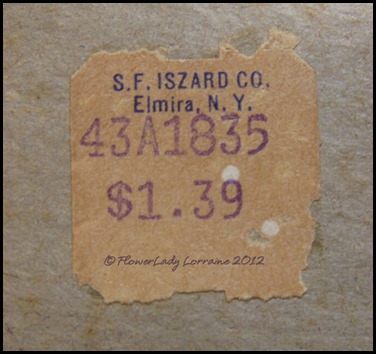 S.F. ISZARD CO.
Elmira, N. Y.
43A1835
$1.39
© FlowerLady Lorraine 2012